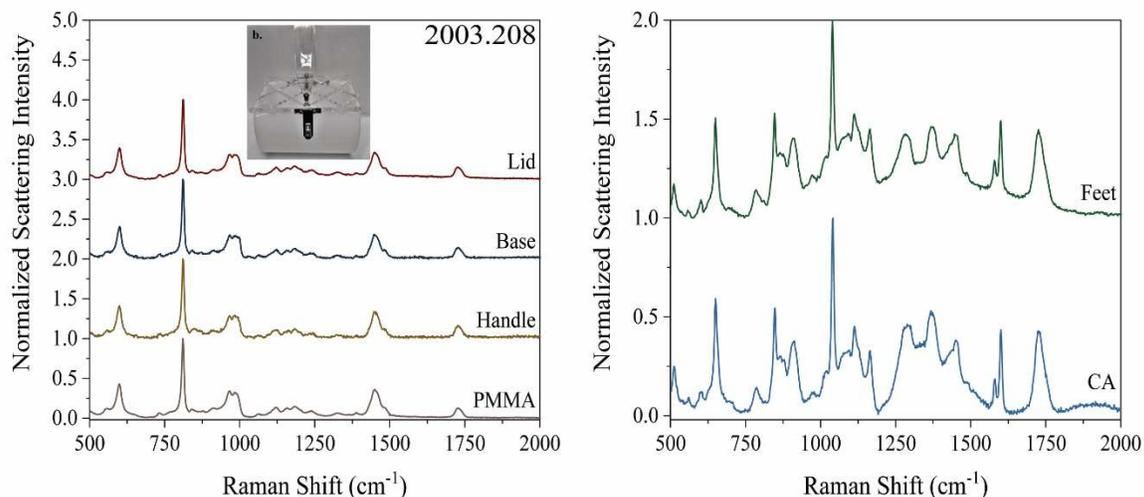 5.0
4.5
4.0
3.5
3.0
2.5
2.0
1.5
1.0
0.5
0.0
Normalized Scattering Intensity
b.
2003.208
Lid
Base
Handle
PMMA
500 750 1000 1250 1500 1750 2000
Raman Shift (cm⁻¹)
2.0
1.5
1.0
0.5
0.0
Normalized Scattering Intensity
Feet
CA
500 750 1000 1250 1500 1750 2000
Raman Shift (cm⁻¹)